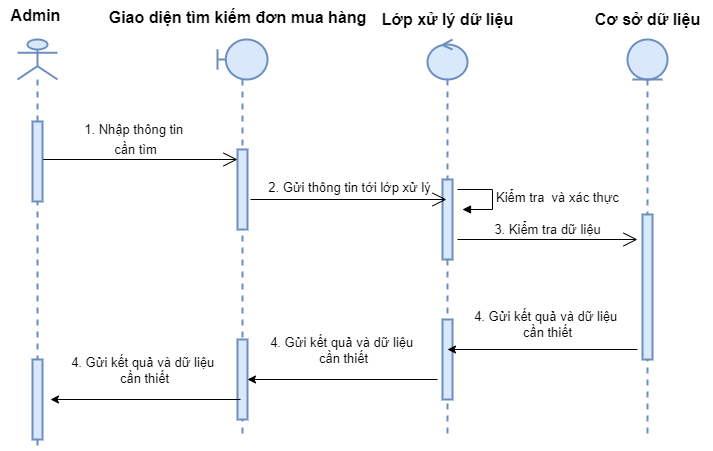 Admin
Giao diện tìm kiếm đơn mua hàng
Lớp xử lý dữ liệu
Cơ sở dữ liệu
1. Nhập thông tin
cần tìm
2. Gửi thông tin tới lớp xử lý
Kiểm tra và xác thực
3. Kiểm tra dữ liệu
4. Gửi kết quả và dữ liệu
cần thiết
4. Gửi kết quả và dữ liệu
cần thiết
4. Gửi kết quả và dữ liệu
cần thiết